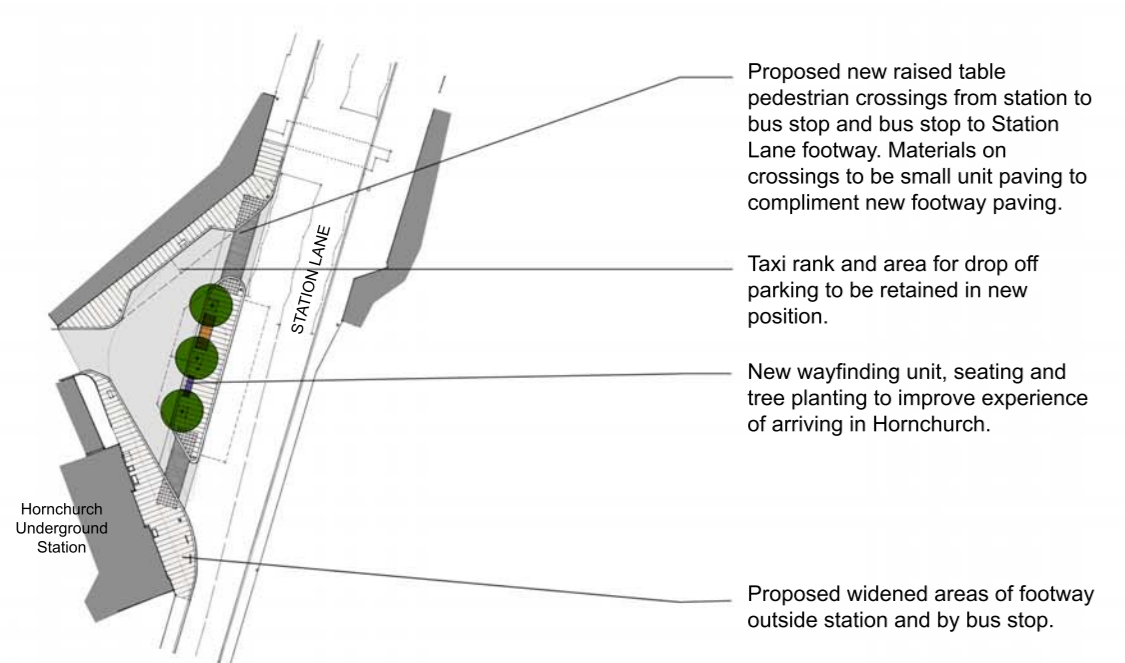 Proposed new raised table
pedestrian crossings from station to
bus stop and bus stop to Station
Lane footway. Materials on
crossings to be small unit paving to
compliment new footway paving.
STATION LANE
Taxi rank and area for drop off
parking to be retained in new
position.
New wayfinding unit, seating and
tree planting to improve experience
of arriving in Hornchurch.
Hornchurch
Underground
Station
Proposed widened areas of footway
outside station and by bus stop.